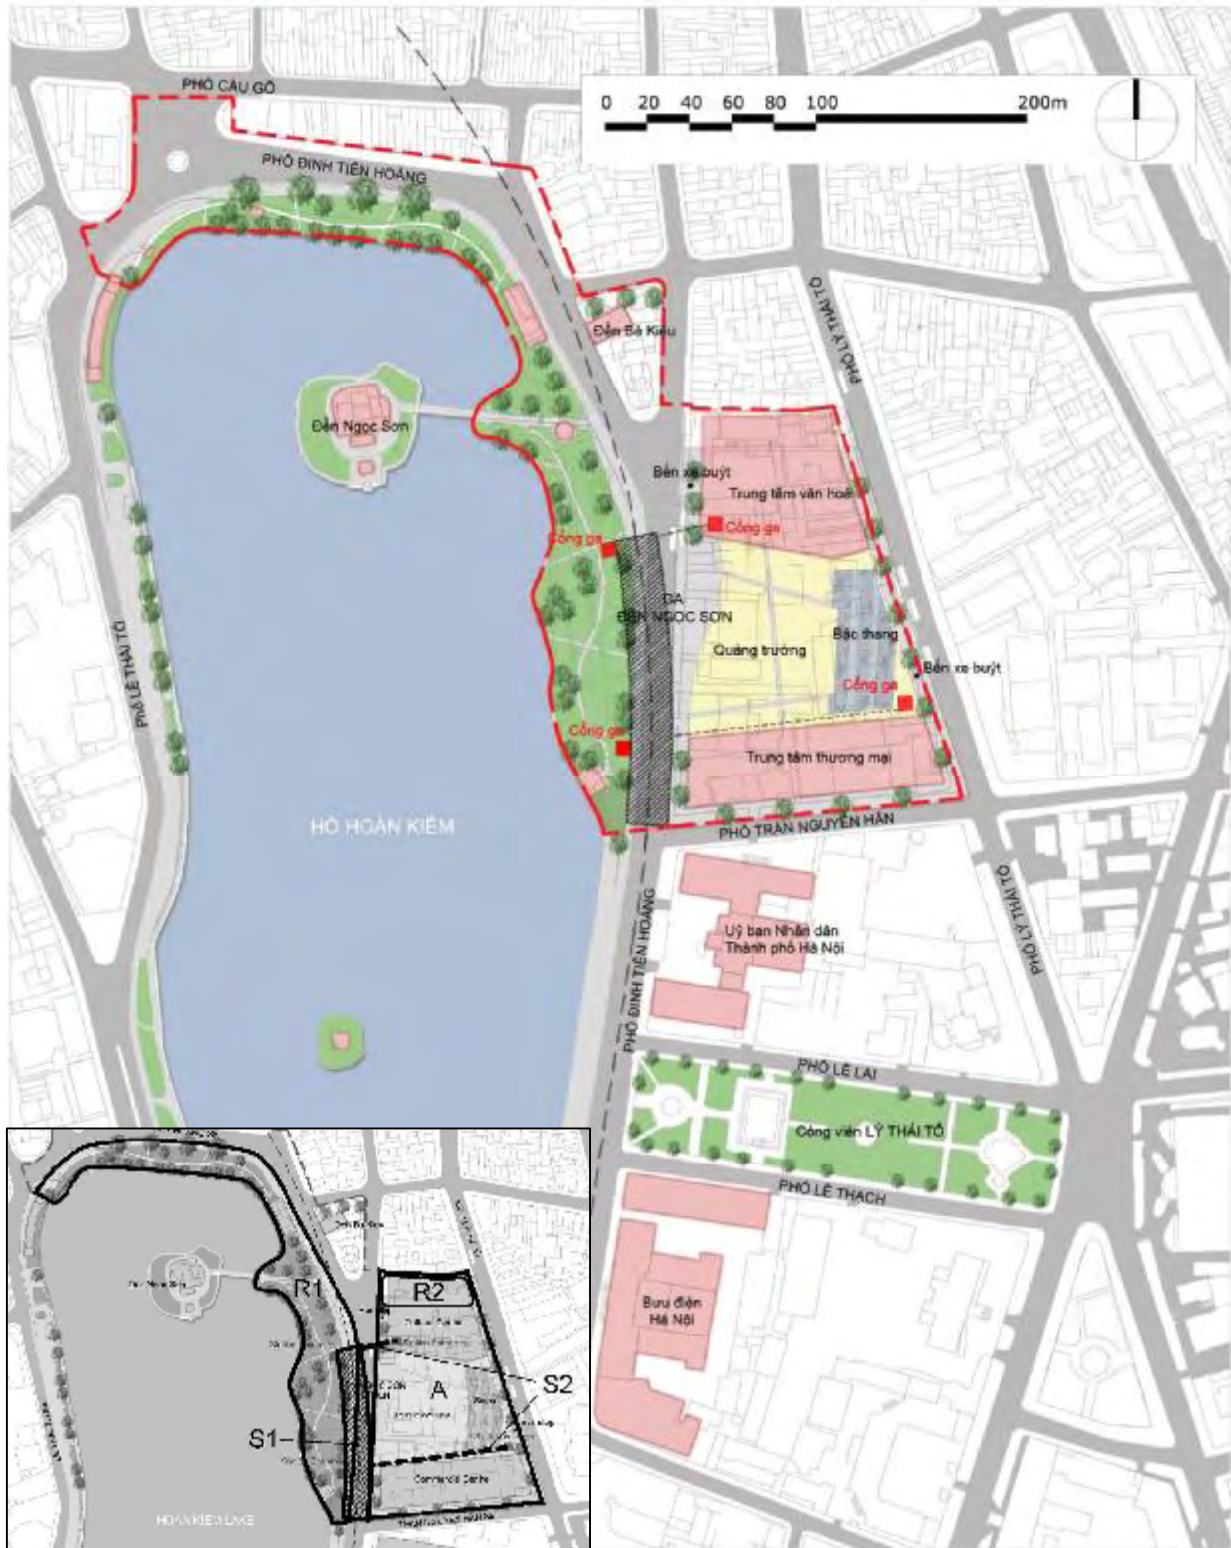 PHỐ CẦU GỖ
0 20 40 60 80 100 200m
PHỐ ĐINH TIÊN HOÀNG
PHỐ LÝ THÁI TỔ
Đền Bà Kiệu
Đền Ngọc Sơn
Bến xe buýt
Trung tâm văn hoá
Cổng ga
Cổng ga
GA
ĐỀN NGỌC SƠN
Bậc thang
Quảng trường
Bến xe buýt
Cổng ga
Cổng ga
Trung tâm thương mại
PHỐ LÊ THÁI TỔ
HỒ HOÀN KIẾM
PHỐ TRẦN NGUYÊN HÃN
PHỐ LÝ THÁI TỔ
PHỐ ĐINH TIÊN HOÀNG
Uỷ ban Nhân dân
Thành phố Hà Nội
PHỐ LÊ LAI
Công viên LÝ THÁI TỔ
PHỐ LÊ THẠCH
Bưu điện
Hà Nội
R1
R2
A
S2
S1
Commercial Centre
HOAN KIEM LAKE